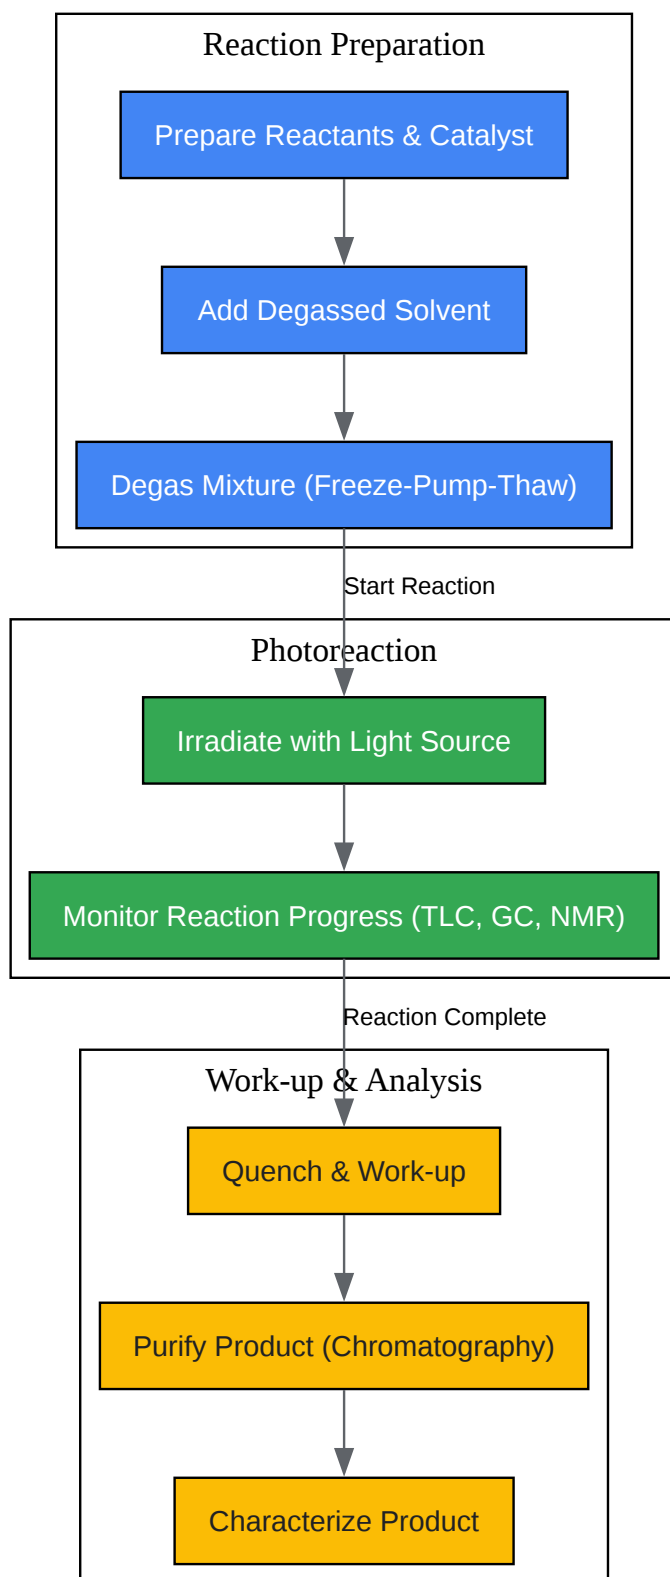 Reaction Preparation
Prepare Reactants & Catalyst
Add Degassed Solvent
Degas Mixture (Freeze-Pump-Thaw)
Start Reaction
Photoreaction
Irradiate with Light Source
Monitor Reaction Progress (TLC, GC, NMR)
Reaction Complete
Work-up & Analysis
Quench & Work-up
Purify Product (Chromatography)
Characterize Product